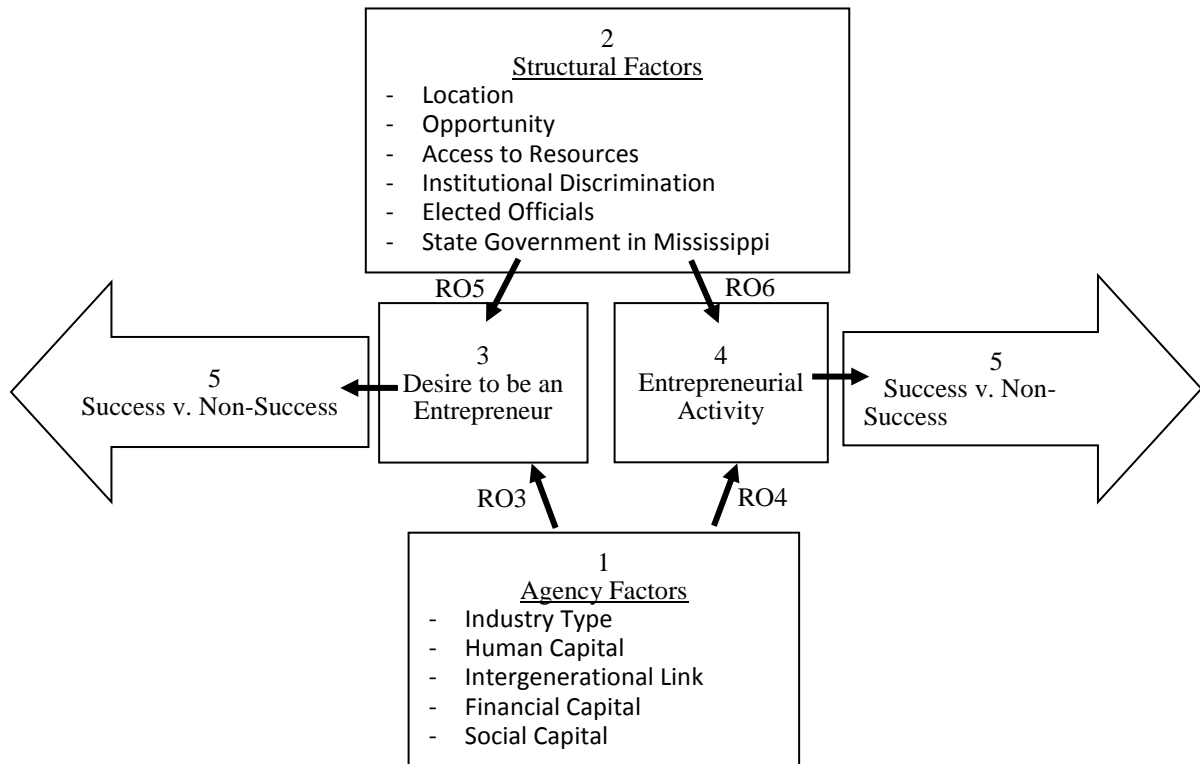 2
Structural Factors
- Location
- Opportunity
- Access to Resources
- Institutional Discrimination
- Elected Officials
- State Government in Mississippi
RO5
RO6
5
Success v. Non-Success
3
Desire to be an
Entrepreneur
4
Entrepreneurial
Activity
5
Success v. Non-
Success
RO3
RO4
1
Agency Factors
- Industry Type
- Human Capital
- Intergenerational Link
- Financial Capital
- Social Capital